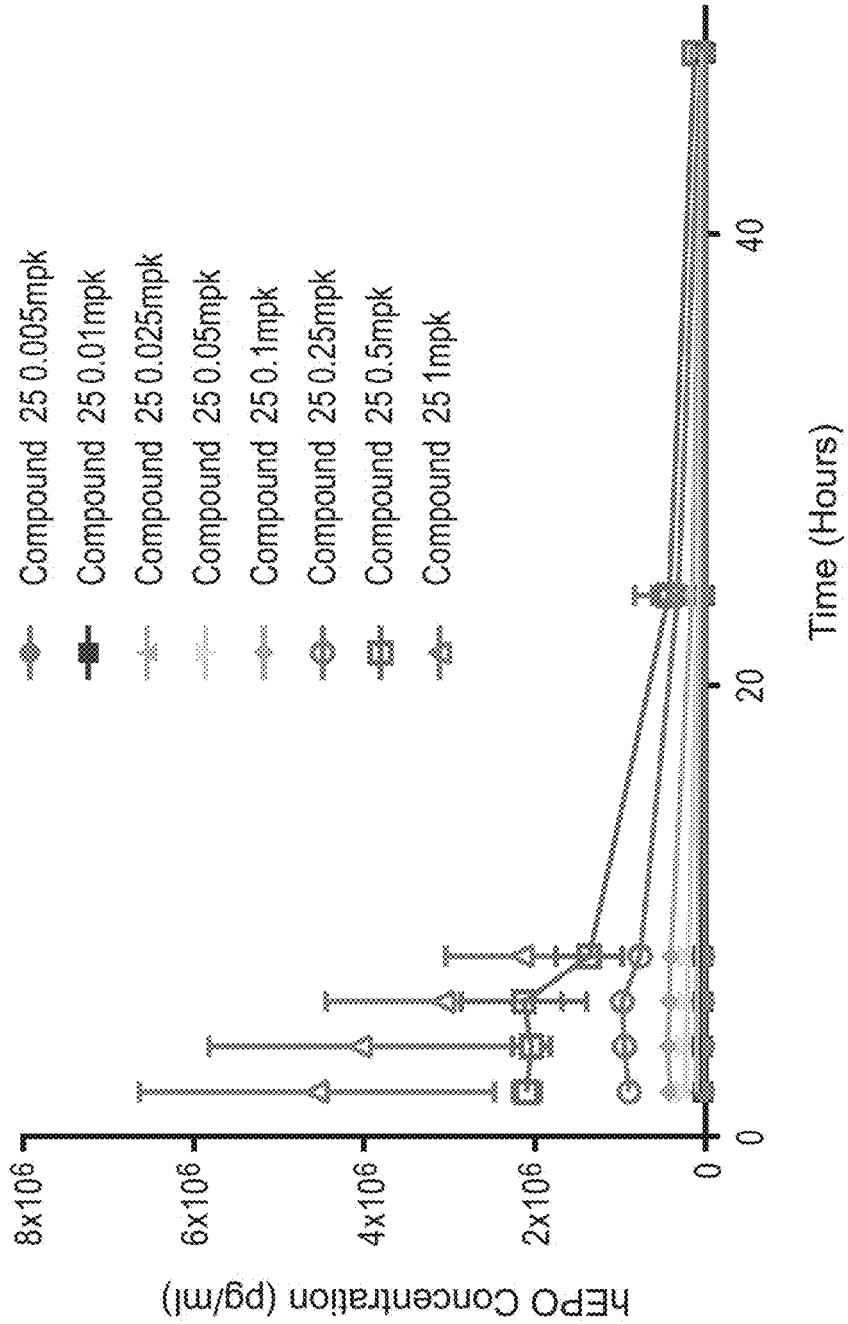 hEPO Concentration (pg/ml)
8x10⁶
6x10⁶
4x10⁶
2x10⁶
0
0
20
40
Time (Hours)
Compound 25 0.005mpk
Compound 25 0.01mpk
Compound 25 0.025mpk
Compound 25 0.05mpk
Compound 25 0.1mpk
Compound 25 0.25mpk
Compound 25 0.5mpk
Compound 25 1mpk